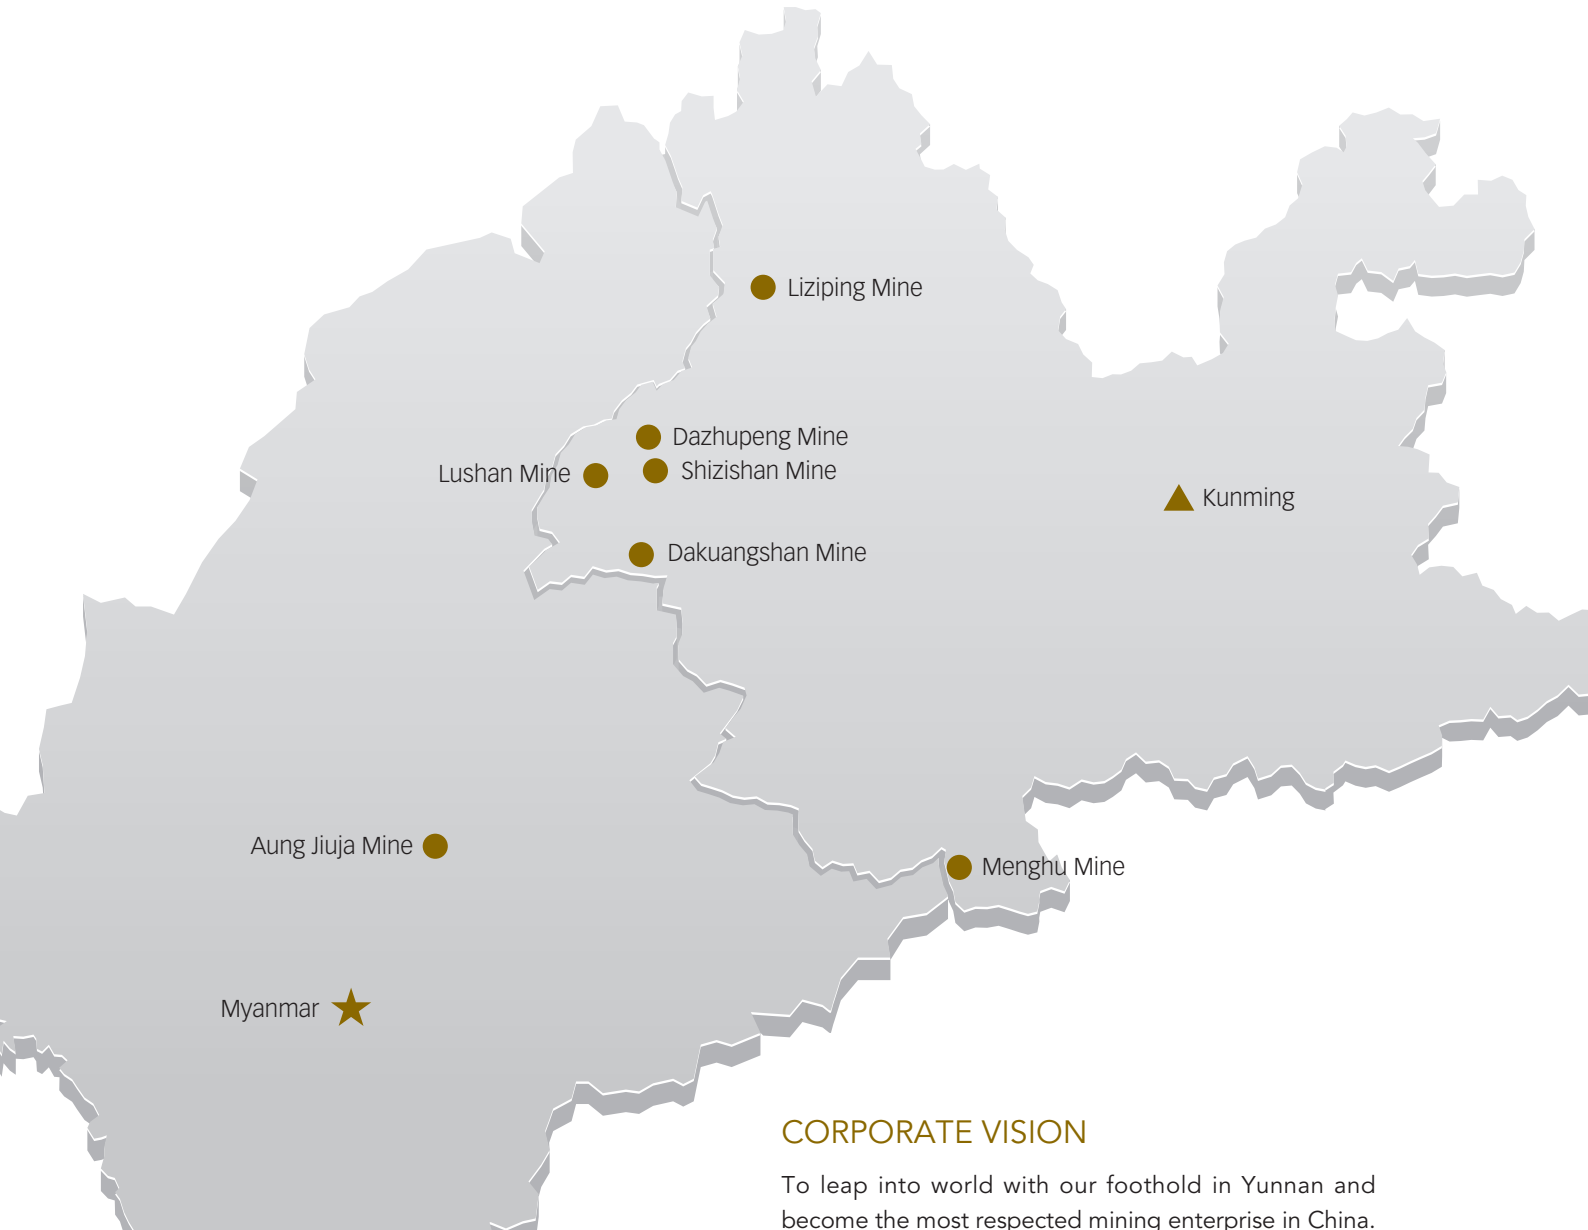 Liziping Mine
Dazhupeng Mine
Lushan Mine
Shizishan Mine
Kunming
Dakuangshan Mine
Aung Jiuja Mine
Menghu Mine
Myanmar
CORPORATE VISION
To leap into world with our foothold in Yunnan and
become the most respected mining enterprise in China.